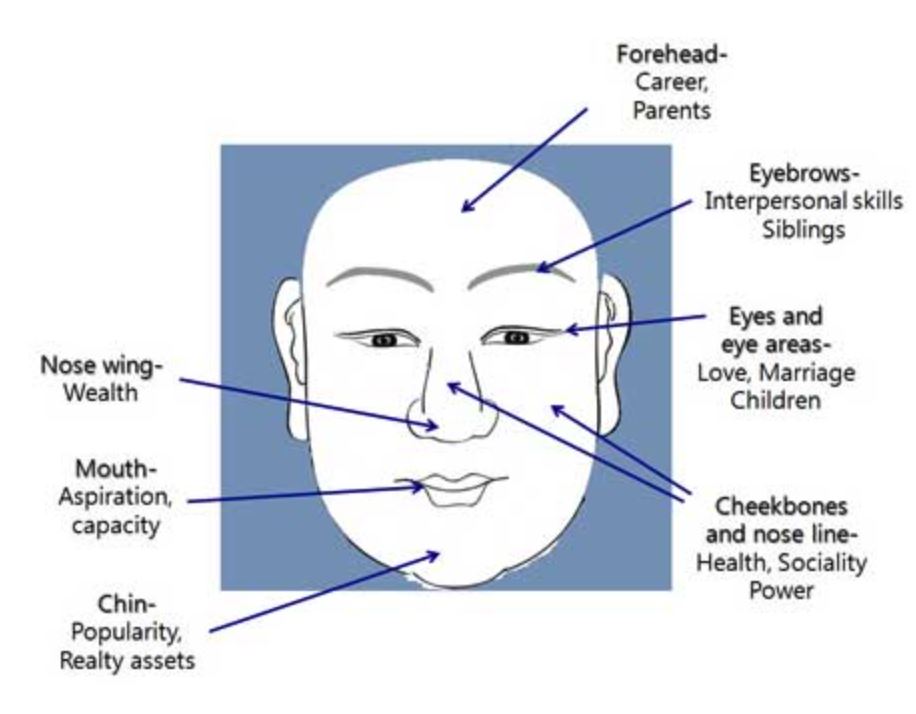 Forehead-
Career,
Parents
Eyebrows-
Interpersonal skills
Siblings
Eyes and
eye areas-
Love, Marriage
Children
Nose wing-
Wealth
Mouth-
Aspiration,
capacity
Cheekbones
and nose line-
Health, Sociality
Power
Chin-
Popularity,
Realty assets